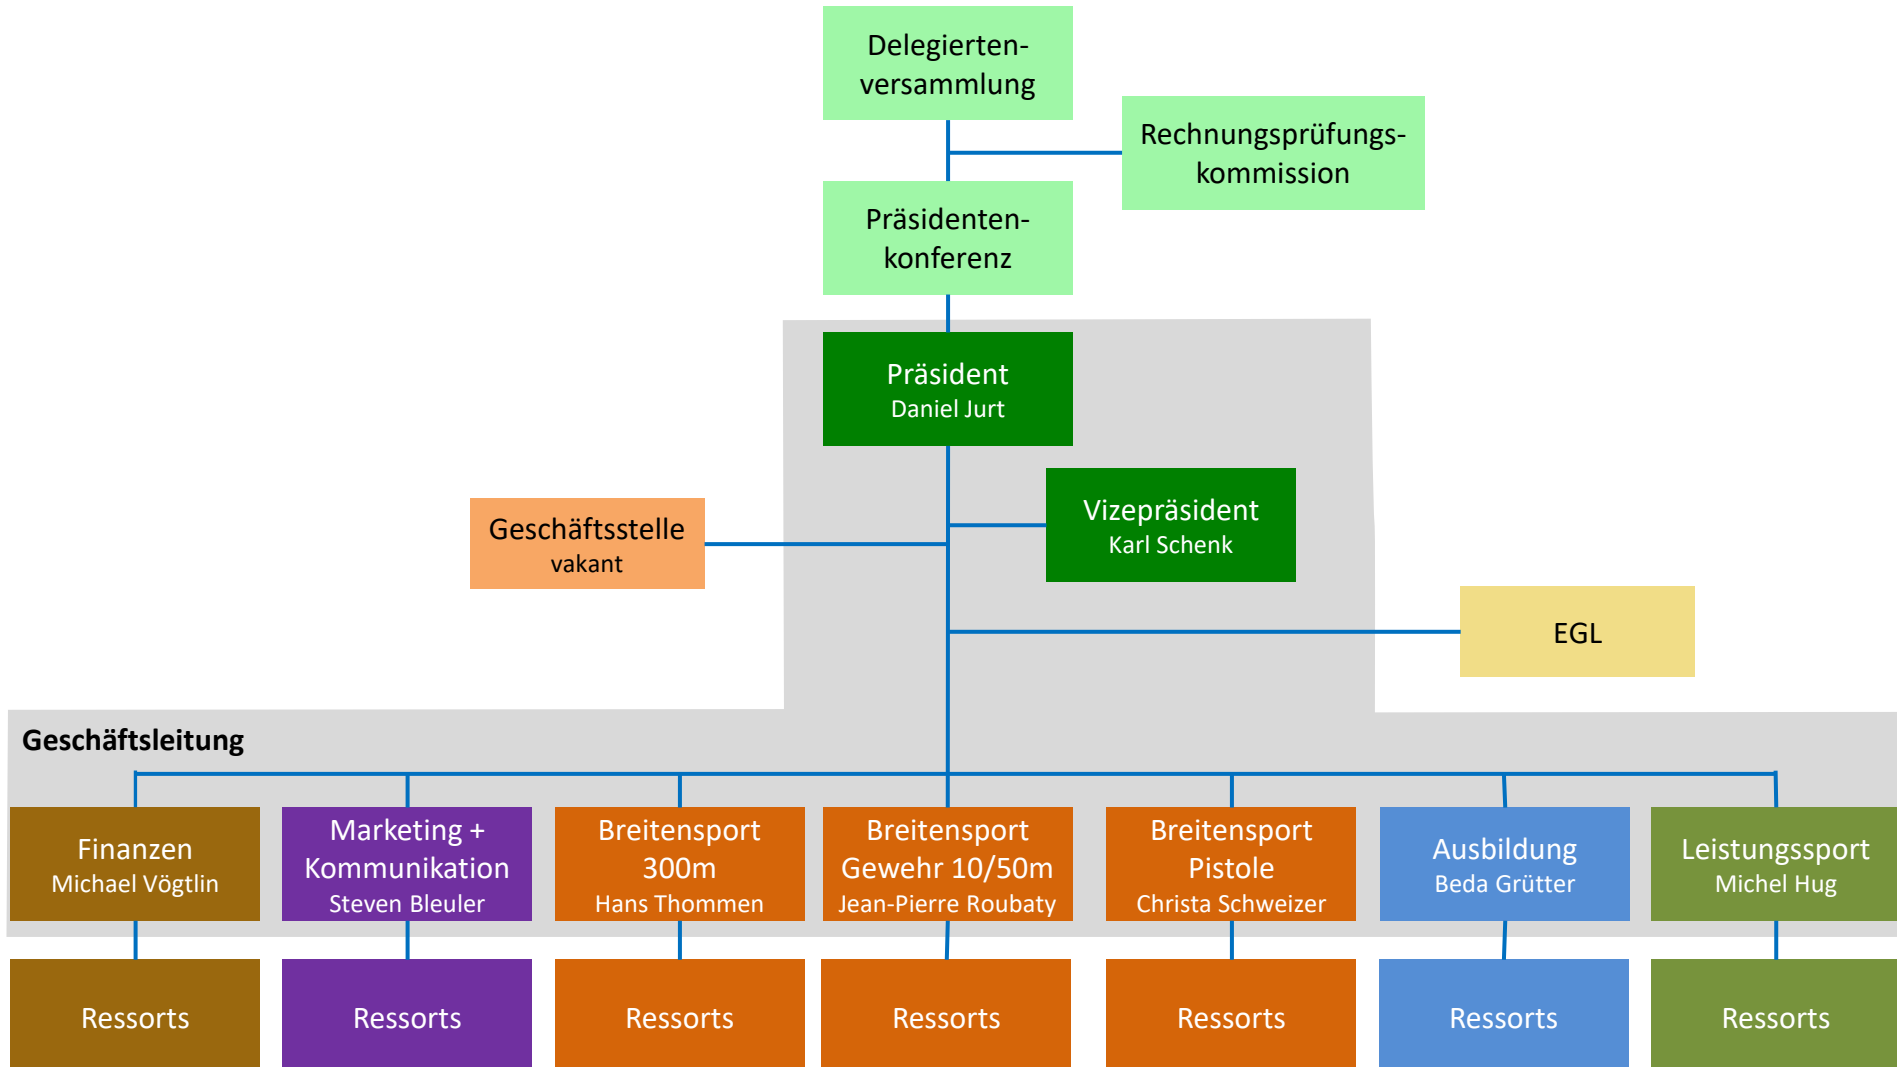 Delegierten-
versammlung
Rechnungsprüfungs-
kommission
Präsidenten-
konferenz
Präsident
Daniel Jurt
Vizepräsident
Karl Schenk
Geschäftsstelle
vakant
EGL
Geschäftsleitung
Finanzen
Michael Vögtlin
Marketing +
Kommunikation
Steven Bleuler
Breitensport
300m
Hans Thommen
Breitensport
Gewehr 10/50m
Jean-Pierre Roubaty
Breitensport
Pistole
Christa Schweizer
Ausbildung
Beda Grütter
Leistungssport
Michel Hug
Ressorts
Ressorts
Ressorts
Ressorts
Ressorts
Ressorts
Ressorts